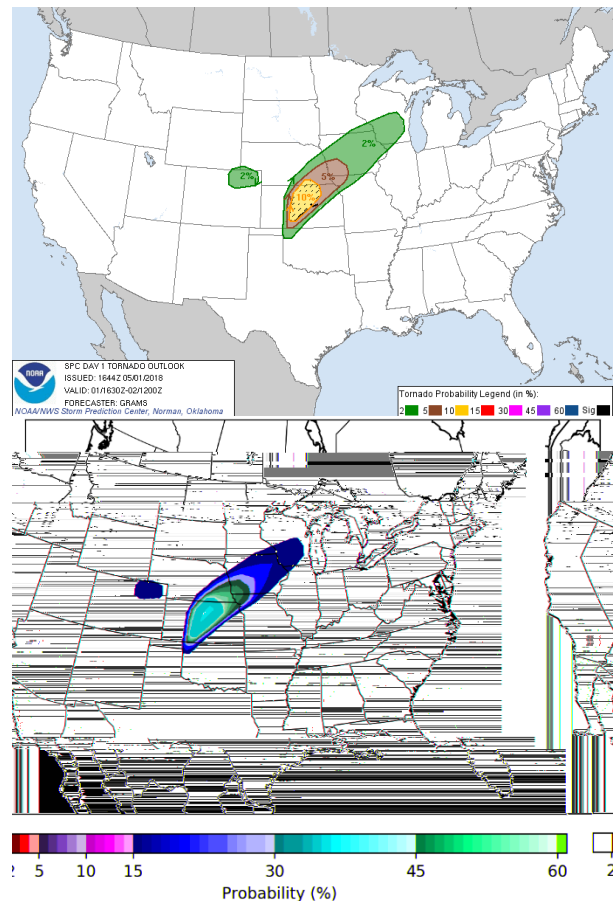 2%
2%
5%
10%
NOAA
SPC DAY 1 TORNADO OUTLOOK
ISSUED: 1644Z 05/01/2018
VALID: 01/1630Z-02/1200Z
FORECASTER: GRAMS
NOAA/NWS Storm Prediction Center, Norman, Oklahoma
Tornado Probability Legend (in %):
2 5 10 15 30 45 60 Sig
5 10 15 30 45 60
Probability (%)